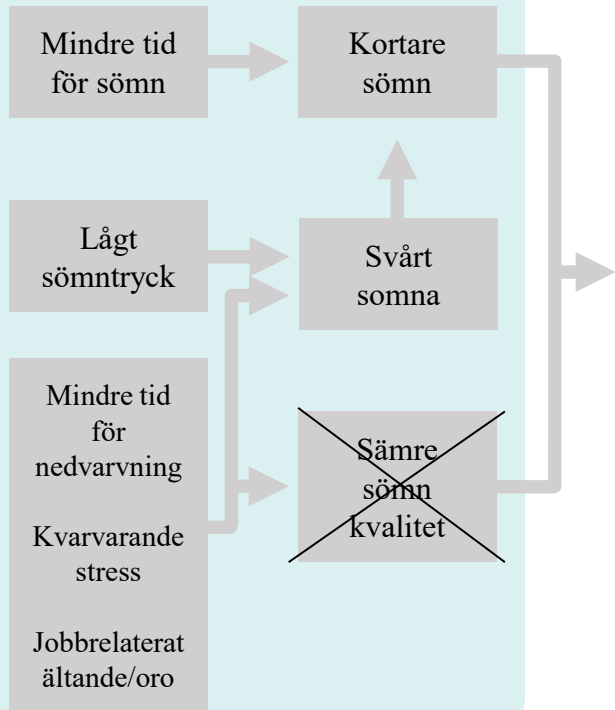 Mindre tid
för sömn
Kortare
sömn
Lågt
sömntryck
Svårt
somna
Mindre tid
för
nedvarvning
Kvarvarande
stress
Jobbrelaterat
ältande/oro
Sämre
sömn
kvalitet